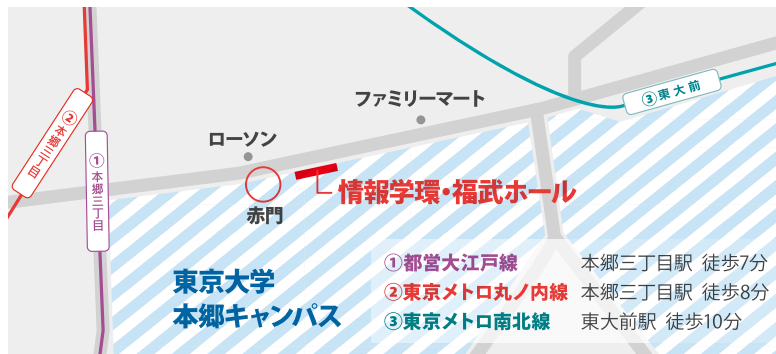 ③東大前
ファミリーマート
②本郷三丁目
ローソン
①本郷三丁目
情報学環・福武ホール
赤門
東京大学
本郷キャンパス
①都営大江戸線 本郷三丁目駅 徒歩7分
②東京メトロ丸ノ内線 本郷三丁目駅 徒歩8分
③東京メトロ南北線 東大前駅 徒歩10分